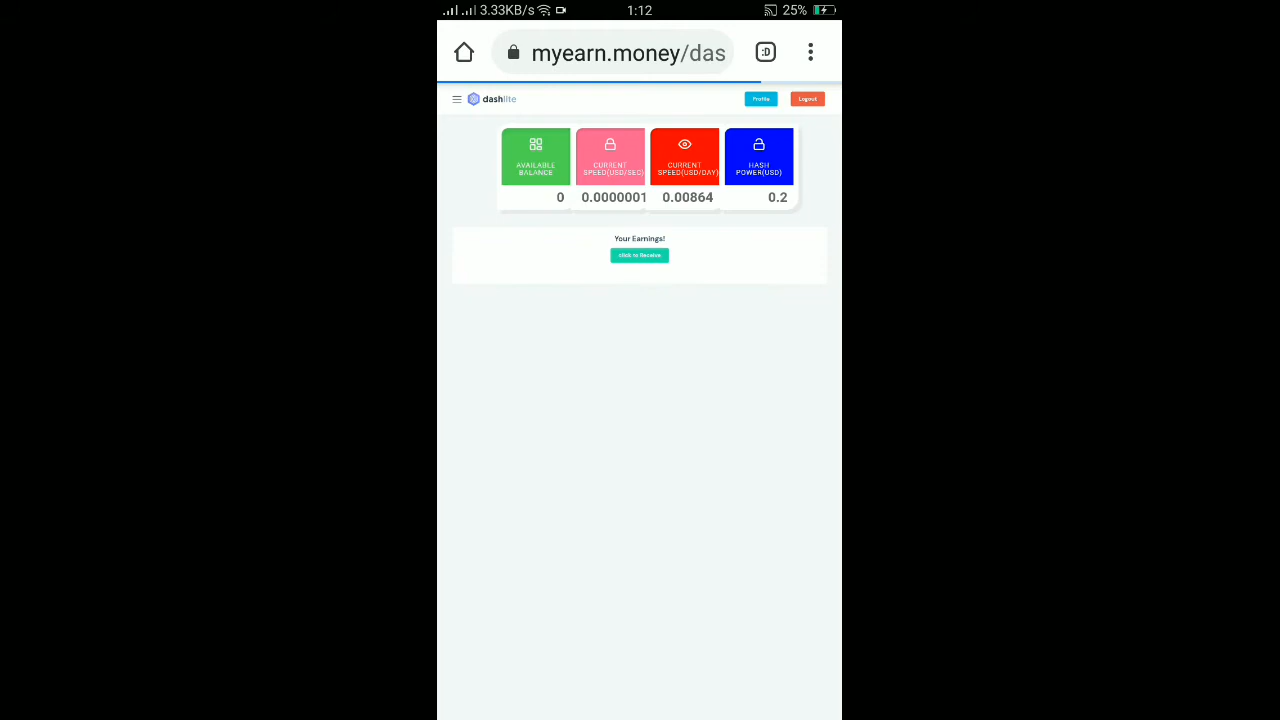 3.33KB/s 1:12 25%
:D
myearn.money/das
dashlite Profile Logout
AVAILABLE
BALANCE
CURRENT
SPEED(USD/SEC)
CURRENT
SPEED(USD/DAY)
HASH
POWER(USD)
0 0.0000001 0.00864 0.2
Your Earnings!
click to Receive